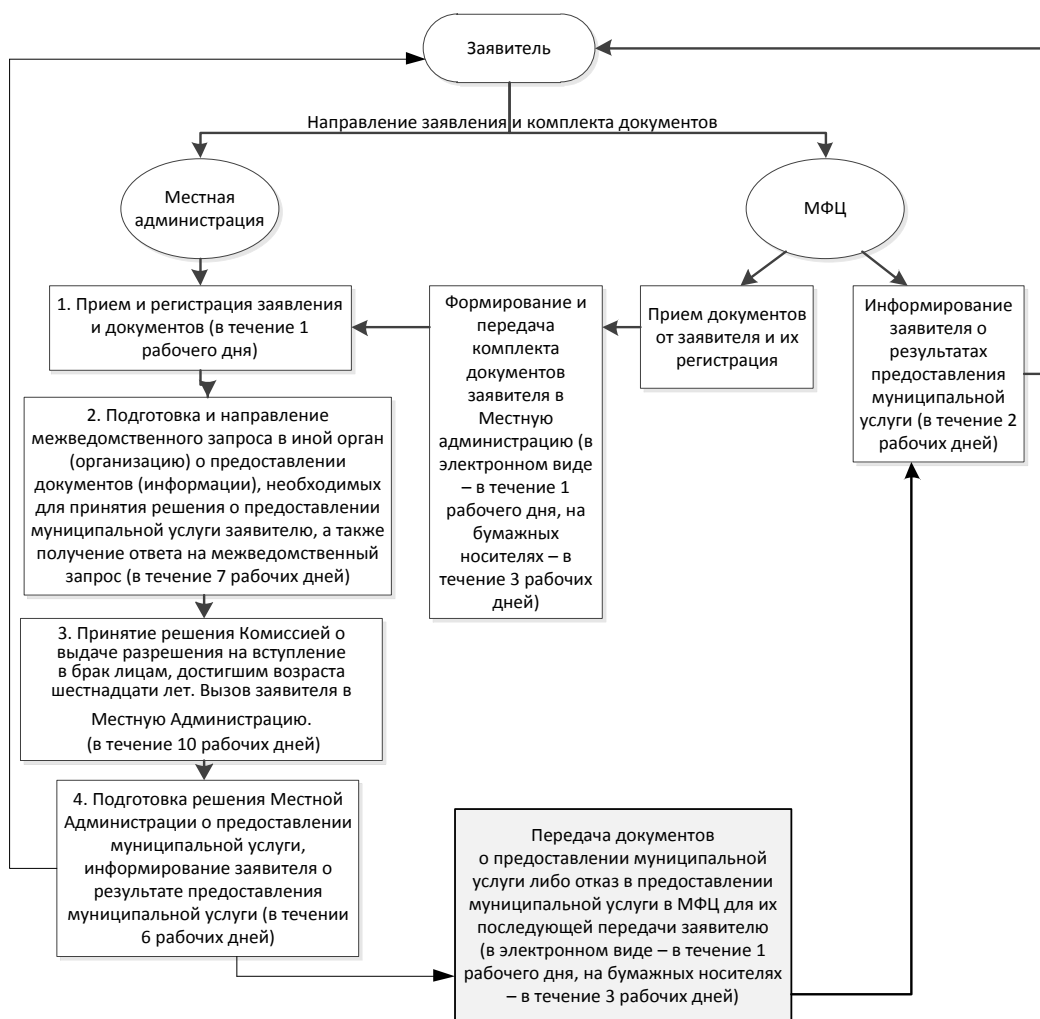 Заявитель
Направление заявления и комплекта документов
Местная
администрация
МФЦ
1. Прием и регистрация заявления
и документов (в течение 1
рабочего дня)
Формирование и
передача
комплекта
документов
заявителя в
Местную
администрацию (в
электронном виде
– в течение 1
рабочего дня, на
бумажных
носителях – в
течение 3 рабочих
дней)
Прием документов
от заявителя и их
регистрация
Информирование
заявителя о
результатах
предоставления
муниципальной
услуги (в течение 2
рабочих дней)
2. Подготовка и направление
межведомственного запроса в иной орган
(организацию) о предоставлении
документов (информации), необходимых
для принятия решения о предоставлении
муниципальной услуги заявителю, а также
получение ответа на межведомственный
запрос (в течение 7 рабочих дней)
3. Принятие решения Комиссией о
выдаче разрешения на вступление
в брак лицам, достигшим возраста
шестнадцати лет. Вызов заявителя в
Местную Администрацию.
(в течение 10 рабочих дней)
4. Подготовка решения Местной
Администрации о предоставлении
муниципальной услуги,
информирование заявителя о
результате предоставления
муниципальной услуги (в течении
6 рабочих дней)
Передача документов
о предоставлении муниципальной
услуги либо отказ в предоставлении
муниципальной услуги в МФЦ для их
последующей передачи заявителю
(в электронном виде – в течение 1
рабочего дня, на бумажных носителях
– в течение 3 рабочих дней)